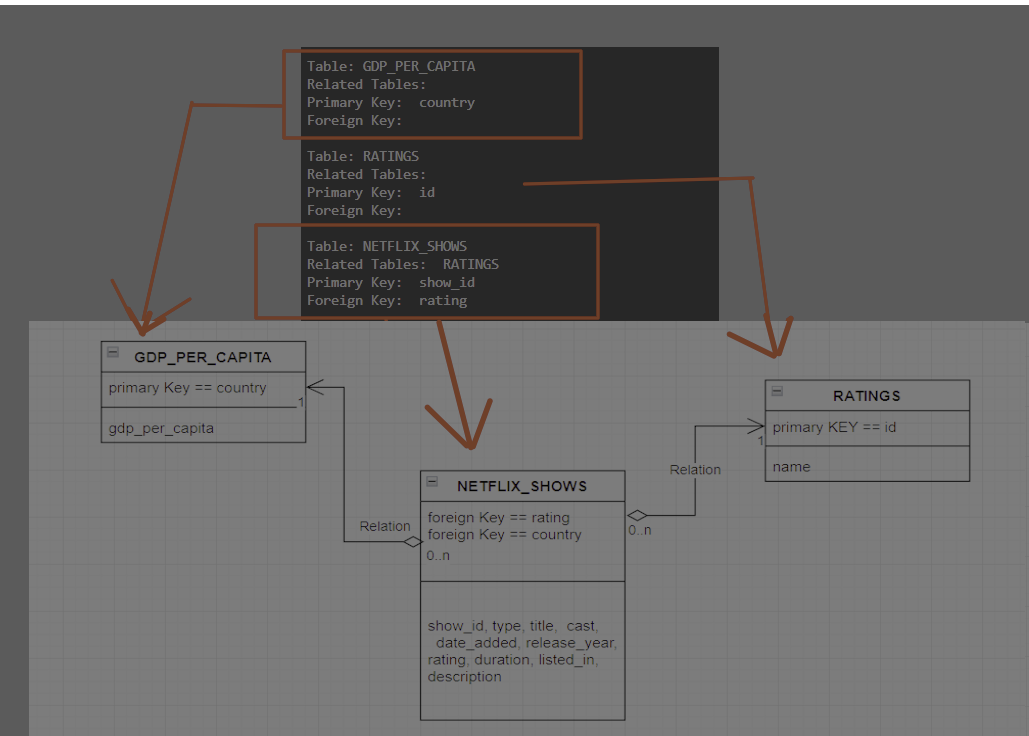 Table: GDP_PER_CAPITA
Related Tables:
Primary Key:  country
Foreign Key:
Table: RATINGS
Related Tables:
Primary Key:  id
Foreign Key:
Table: NETFLIX_SHOWS
Related Tables:  RATINGS
Primary Key:  show_id
Foreign Key:  rating
GDP_PER_CAPITA
primary Key == country
1
gdp_per_capita
RATINGS
primary KEY == id
1
name
Relation
Relation
NETFLIX_SHOWS
foreign Key == rating
foreign Key == country
0..n
0..n
show_id, type, title,  cast,
date_added, release_year,
rating, duration, listed_in,
description